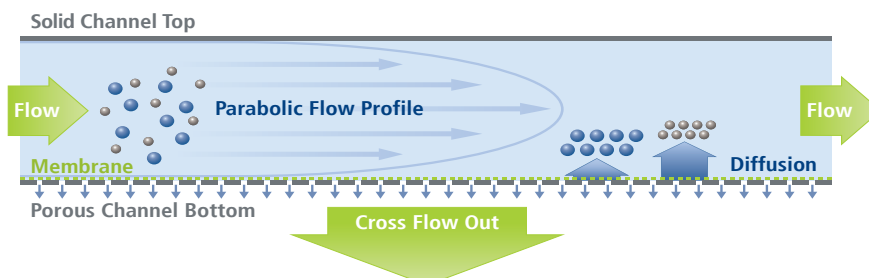 Solid Channel Top
Flow
Parabolic Flow Profile
Flow
Membrane
Diffusion
Porous Channel Bottom
Cross Flow Out